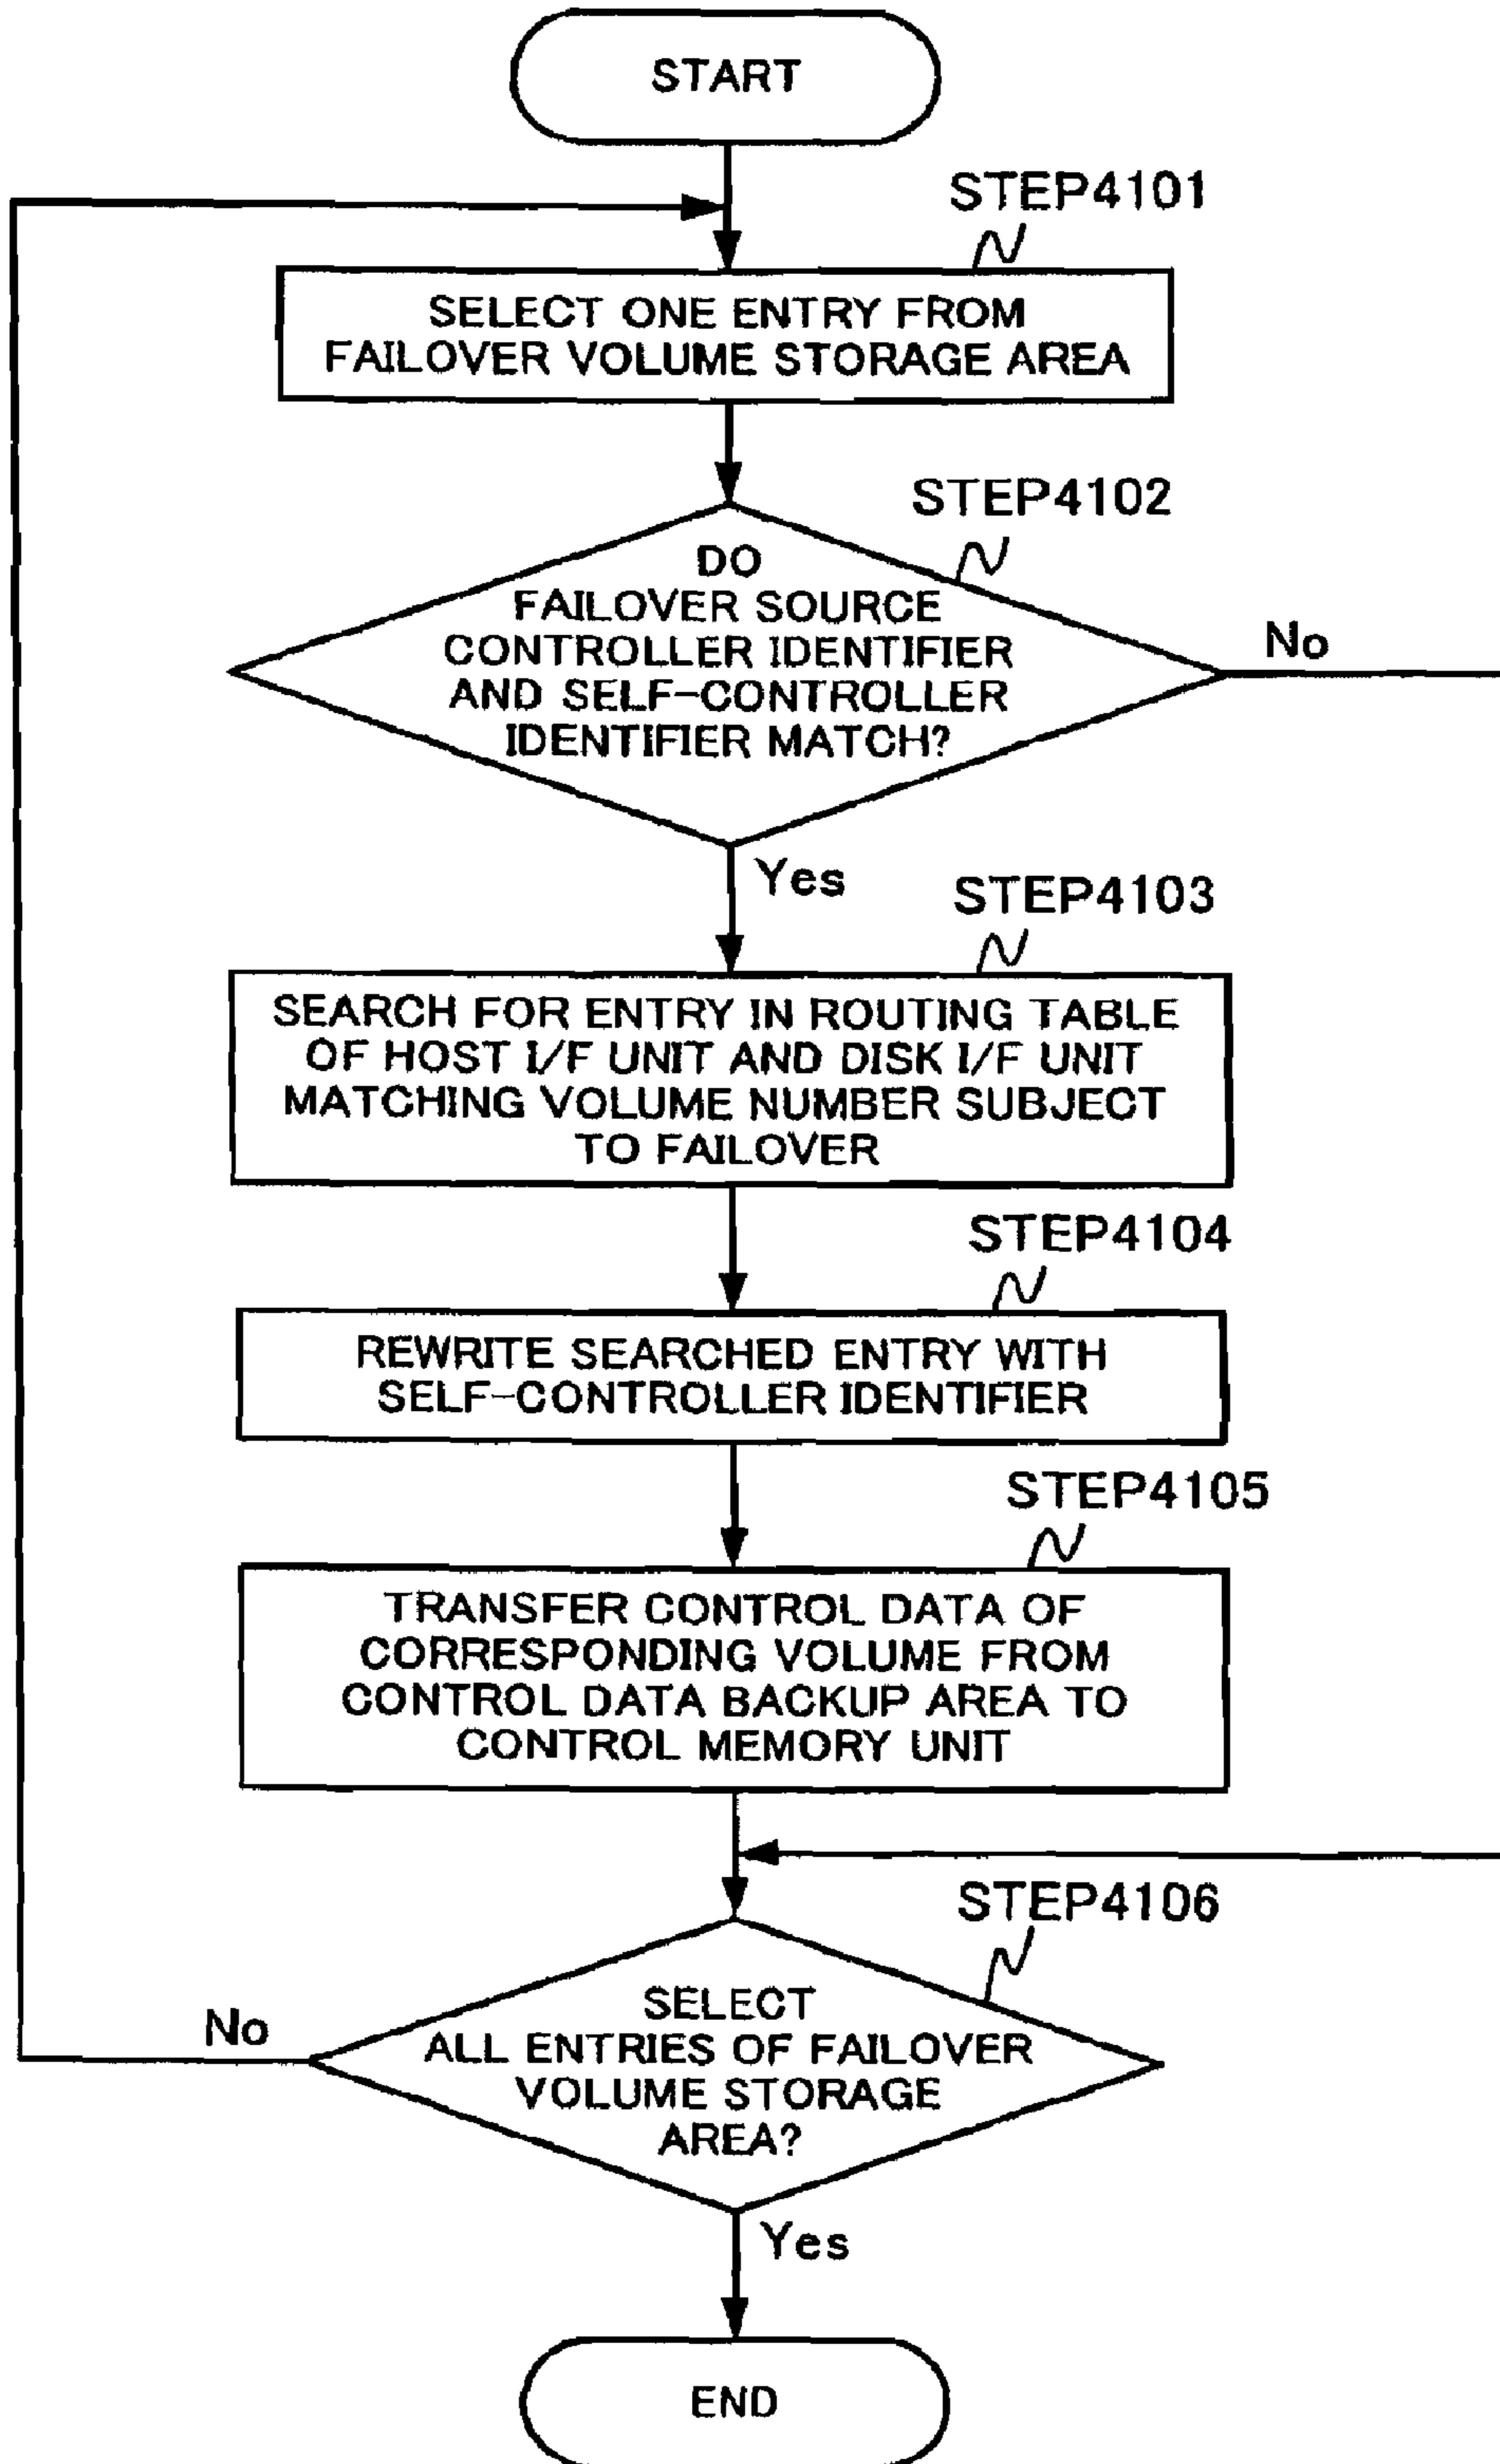 START
STEP4101
SELECT ONE ENTRY FROM
FAILOVER VOLUME STORAGE AREA
STEP4102
DO
FAILOVER SOURCE
CONTROLLER IDENTIFIER
AND SELF-CONTROLLER
IDENTIFIER MATCH?
No
Yes
STEP4103
SEARCH FOR ENTRY IN ROUTING TABLE
OF HOST I/F UNIT AND DISK I/F UNIT
MATCHING VOLUME NUMBER SUBJECT
TO FAILOVER
STEP4104
REWRITE SEARCHED ENTRY WITH
SELF-CONTROLLER IDENTIFIER
STEP4105
TRANSFER CONTROL DATA OF
CORRESPONDING VOLUME FROM
CONTROL DATA BACKUP AREA TO
CONTROL MEMORY UNIT
STEP4106
SELECT
ALL ENTRIES OF FAILOVER
VOLUME STORAGE
AREA?
No
Yes
END